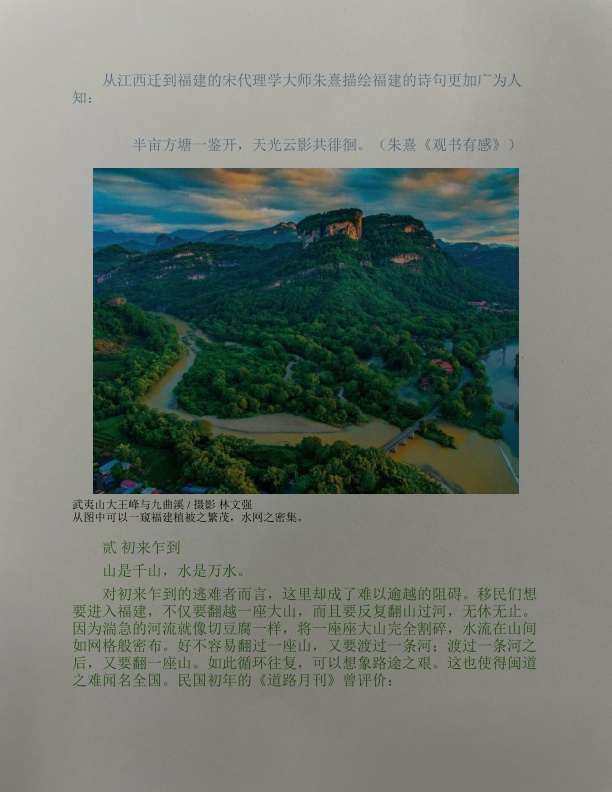 从江西迁到福建的宋代理学大师朱熹描绘福建的诗句更加广为人
知：
半亩方塘一鉴开，天光云影共徘徊。（朱熹《观书有感》）
武夷山大王峰与九曲溪 / 摄影 林文强
从图中可以一窥福建植被之繁茂，水网之密集。
贰 初来乍到
山是千山，水是万水。
对初来乍到的逃难者而言，这里却成了难以逾越的阻碍。移民们想
要进入福建，不仅要翻越一座大山，而且要反复翻山过河，无休无止。
因为湍急的河流就像切豆腐一样，将一座座大山完全割碎，水流在山间
如网格般密布。好不容易翻过一座山，又要渡过一条河；渡过一条河之
后，又要翻一座山。如此循环往复，可以想象路途之艰。这也使得闽道
之难闻名全国。民国初年的《道路月刊》曾评价：